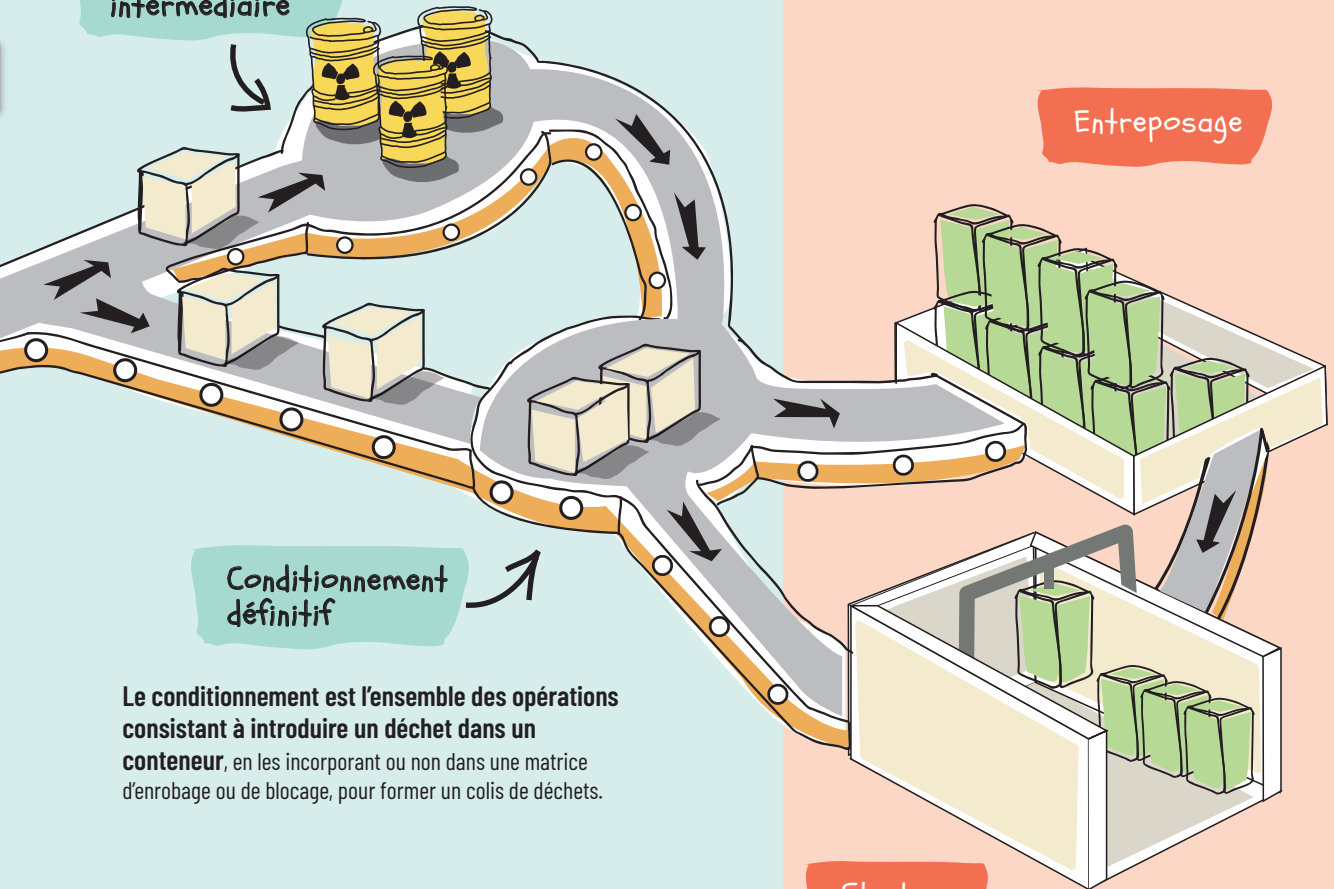 intermédiaire
Entreposage
Conditionnement
définitif
Le conditionnement est l’ensemble des opérations
consistant à introduire un déchet dans un
conteneur, en les incorporant ou non dans une matrice
d’enrobage ou de blocage, pour former un colis de déchets.